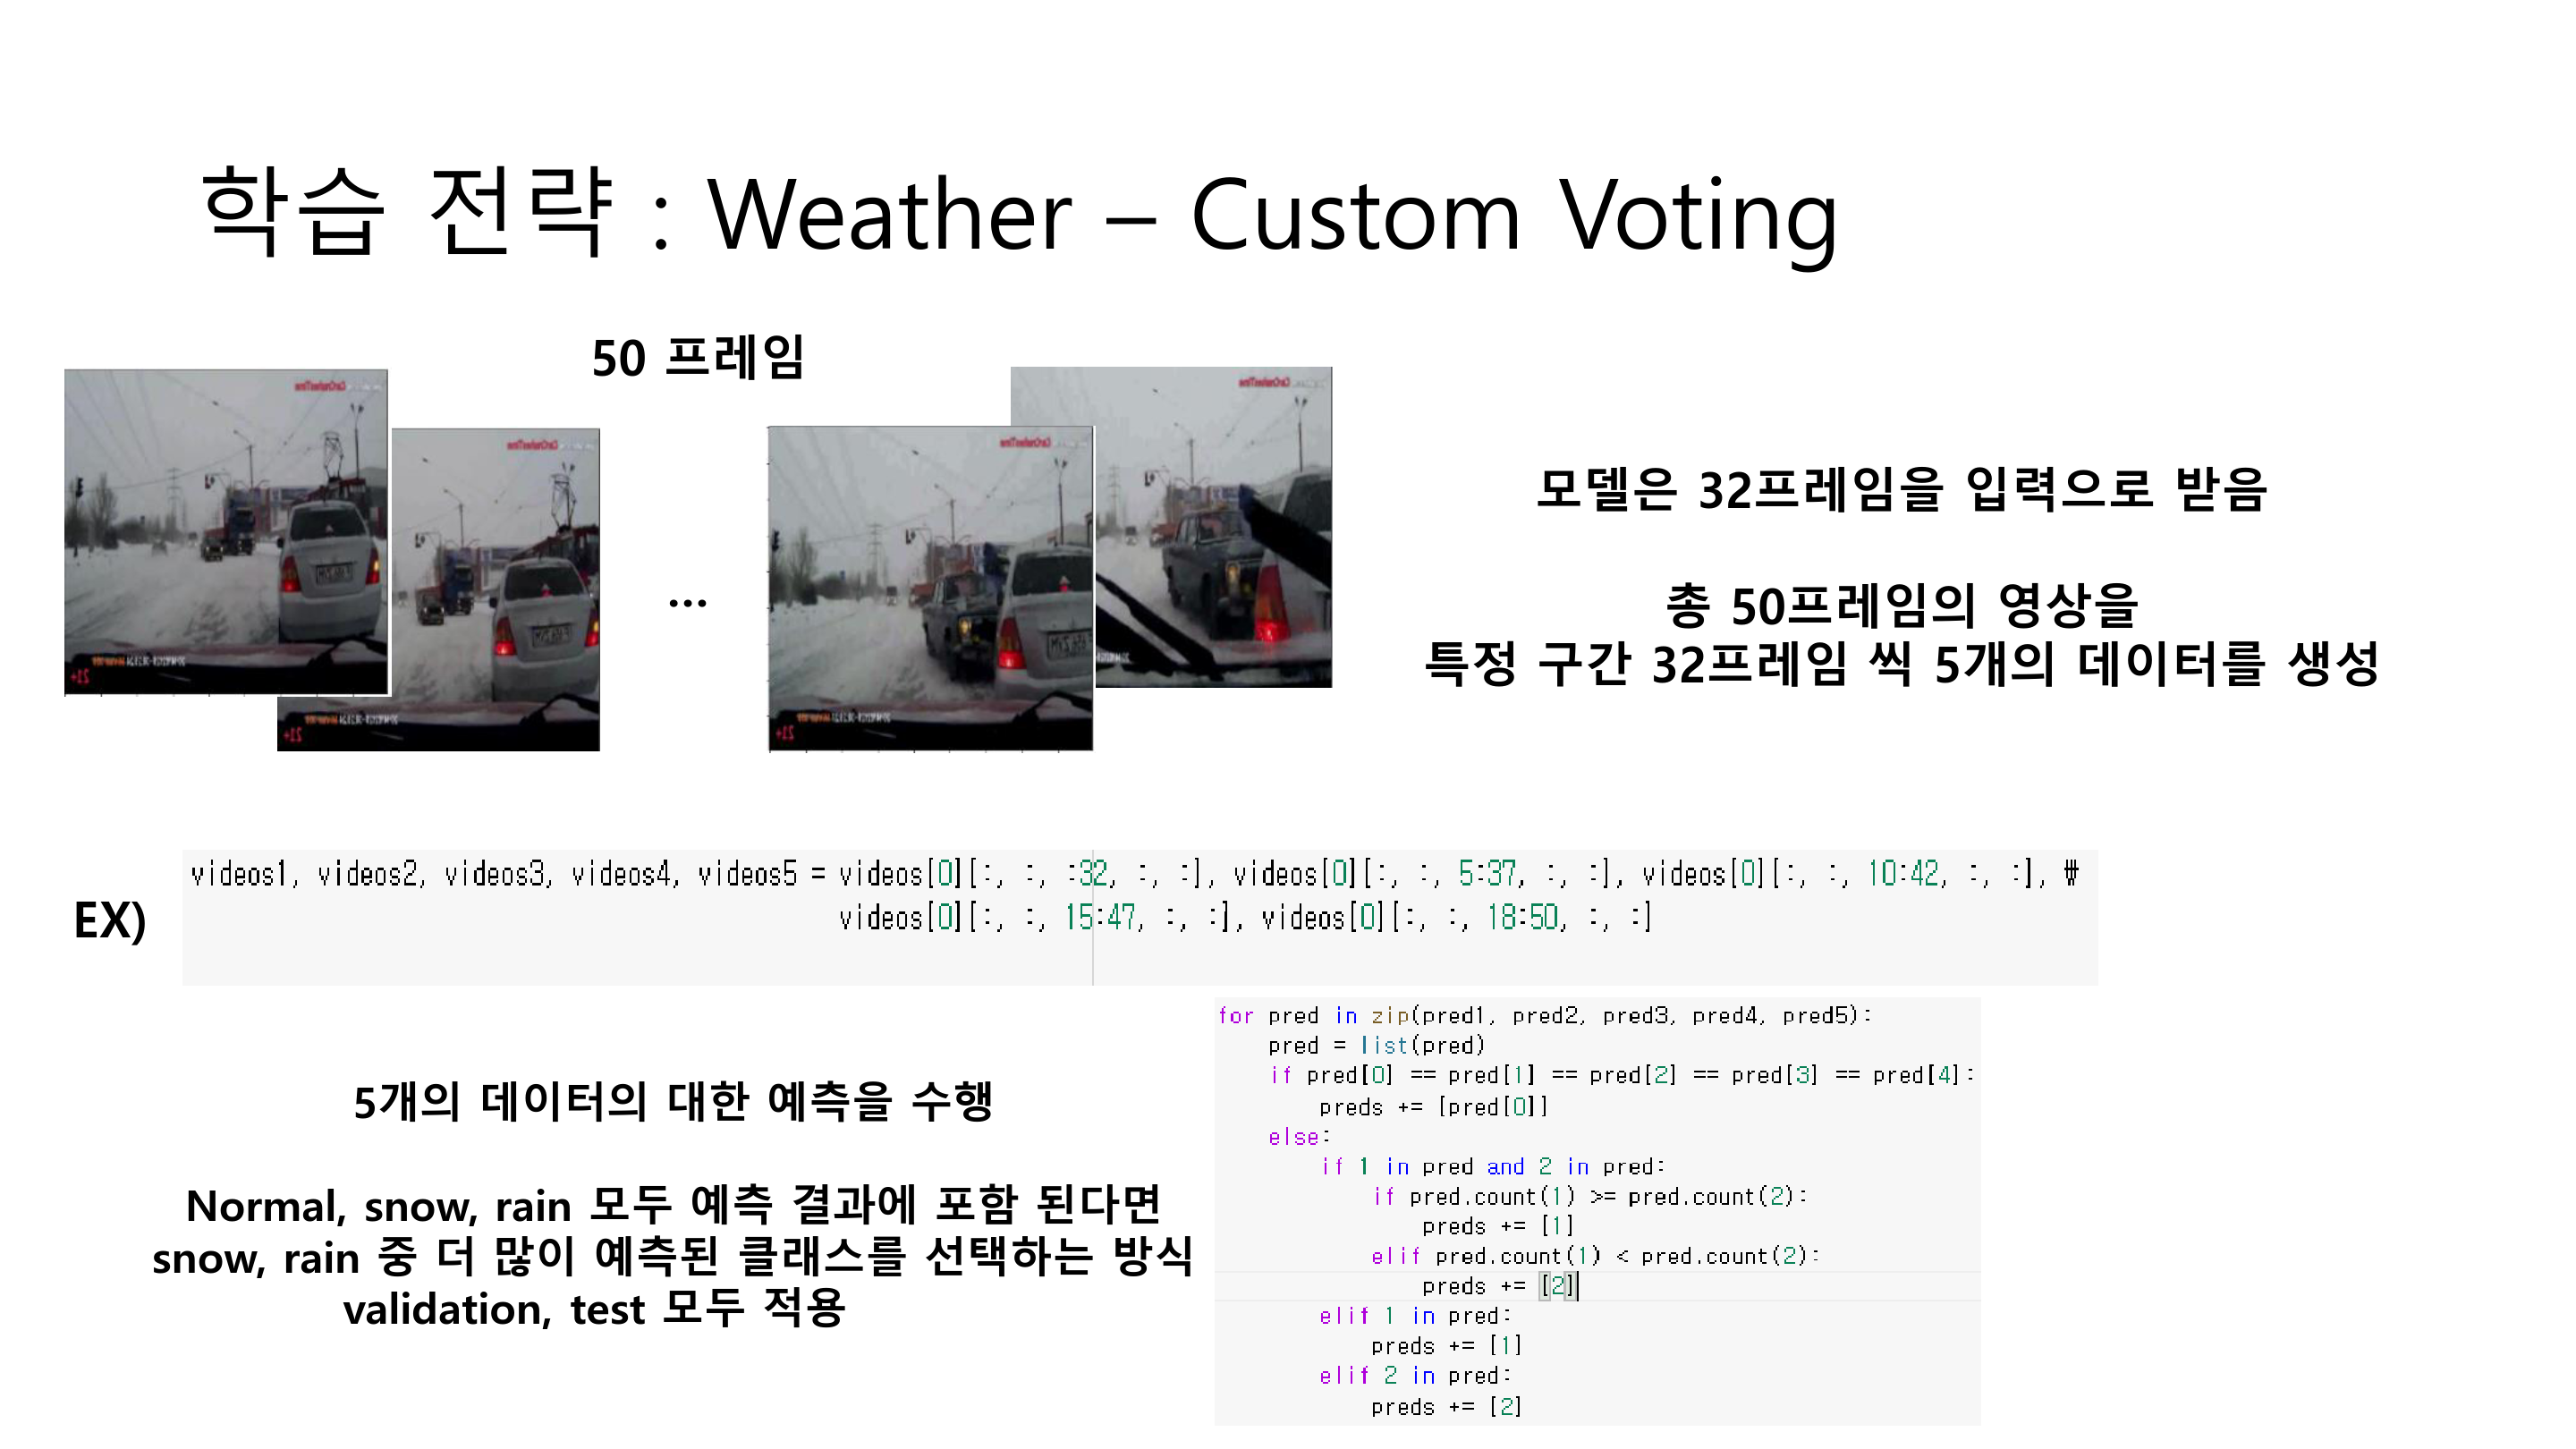 학습 전략 : Weather – Custom Voting
50 프레임
...
모델은 32프레임을 입력으로 받음
총 50프레임의 영상을
특정 구간 32프레임 씩 5개의 데이터를 생성
EX)
videos1, videos2, videos3, videos4, videos5 = videos[0][:, :, :32, :, :], videos[0][:, :, 5:37, :, :], videos[0][:, :, 10:42, :, :], ₩
videos[0][:, :, 15:47, :, :], videos[0][:, :, 18:50, :, :]
5개의 데이터의 대한 예측을 수행
Normal, snow, rain 모두 예측 결과에 포함 된다면
snow, rain 중 더 많이 예측된 클래스를 선택하는 방식
validation, test 모두 적용
for pred in zip(pred1, pred2, pred3, pred4, pred5):
pred = list(pred)
if pred[0] == pred[1] == pred[2] == pred[3] == pred[4]:
preds += [pred[0]]
else:
if 1 in pred and 2 in pred:
if pred.count(1) >= pred.count(2):
preds += [1]
elif pred.count(1) < pred.count(2):
preds += [2]
elif 1 in pred:
preds += [1]
elif 2 in pred:
preds += [2]